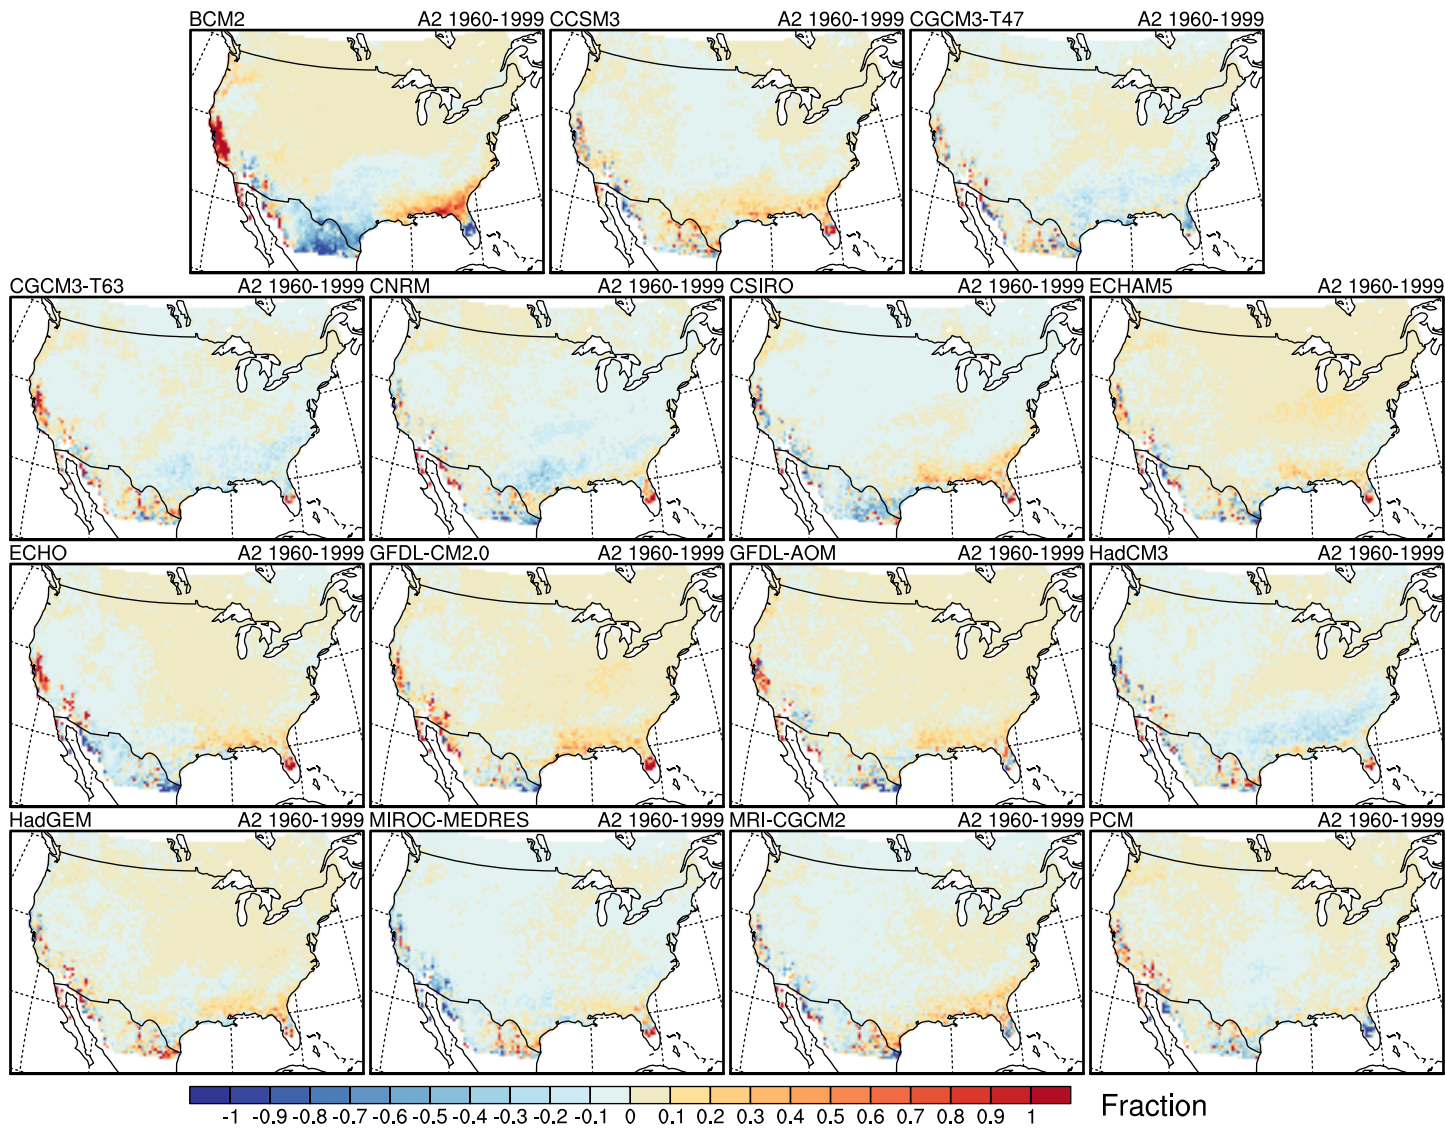 BCM2 A2 1960-1999 CCSM3 A2 1960-1999 CGCM3-T47 A2 1960-1999
CGCM3-T63 A2 1960-1999 CNRM A2 1960-1999 CSIRO A2 1960-1999 ECHAM5 A2 1960-1999
ECHO A2 1960-1999 GFDL-CM2.0 A2 1960-1999 GFDL-AOM A2 1960-1999 HadCM3 A2 1960-1999
HadGEM A2 1960-1999 MIROC-MEDRES A2 1960-1999 MRI-CGCM2 A2 1960-1999 PCM A2 1960-1999
-1 -0.9 -0.8 -0.7 -0.6 -0.5 -0.4 -0.3 -0.2 -0.1 0 0.1 0.2 0.3 0.4 0.5 0.6 0.7 0.8 0.9 1 Fraction